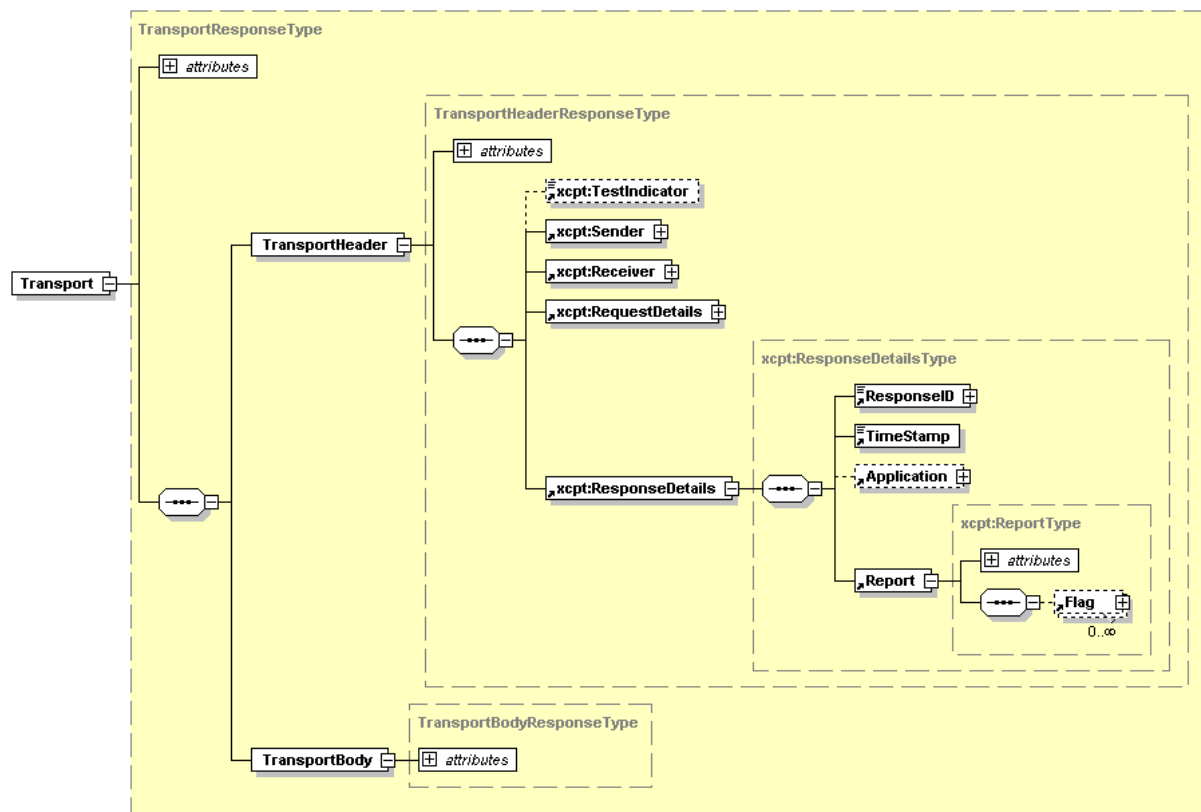 TransportResponseType
attributes
TransportHeaderResponseType
attributes
xcpt:TestIndicator
xcpt:Sender
TransportHeader
xcpt:Receiver
Transport
xcpt:RequestDetails
xcpt:ResponseDetailsType
ResponseID
TimeStamp
Application
xcpt:ResponseDetails
xcpt:ReportType
attributes
Report
Flag
0..∞
TransportBodyResponseType
TransportBody
attributes